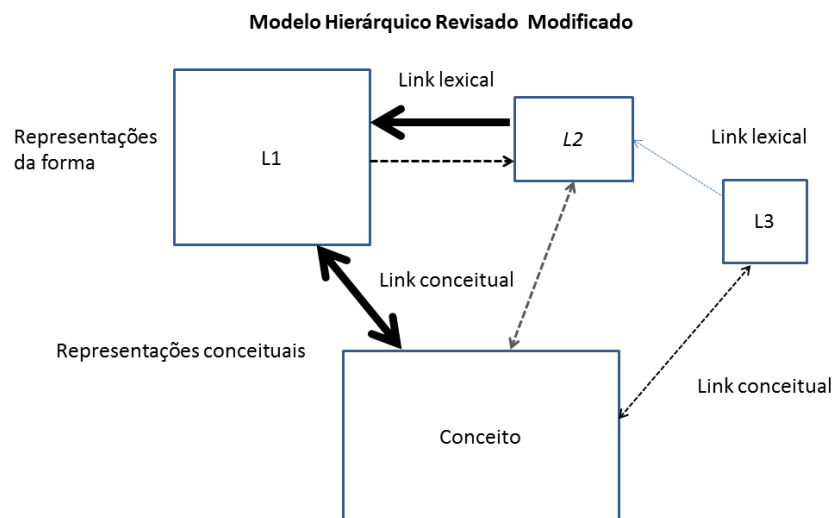 Modelo Hierárquico Revisado Modificado
Link lexical
Representações
da forma
L1
L2
Link lexical
L3
Link conceitual
Representações conceituais
Link conceitual
Conceito